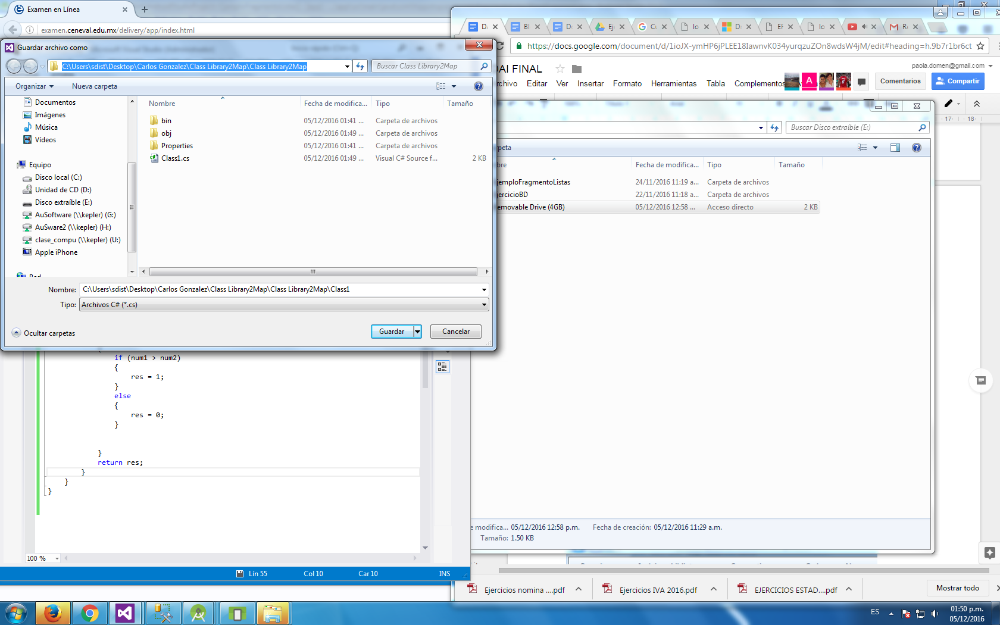 Examen en Línea
examen.ceneval.edu.mx/delivery/app/index.html
Guardar archivo como
C:\Users\sdist\Desktop\Carlos Gonzalez\Class Library2Map\Class Library2Map
Buscar Class Library2Map
Organizar
Nueva carpeta
Documentos
Imágenes
Música
Vídeos
Equipo
Disco local (C:)
Unidad de CD (D:)
Disco extraíble (E:)
AuSoftware (\\kepler) (G:)
AuSware2 (\\kepler) (H:)
clase_compu (\\kepler) (U:)
Apple iPhone
Nombre Fecha de modifica... Tipo Tamaño
bin 05/12/2016 01:41 ... Carpeta de archivos
obj 05/12/2016 01:49 ... Carpeta de archivos
Properties 05/12/2016 01:41 ... Carpeta de archivos
Class1.cs 05/12/2016 01:49 ... Visual C# Source f... 2 KB
Nombre: C:\Users\sdist\Desktop\Carlos Gonzalez\Class Library2Map\Class Library2Map\Class1
Tipo: Archivos C# (*.cs)
Ocultar carpetas
Guardar
Cancelar
if (num1 > num2)
{
res = 1;
}
else
{
res = 0;
}
}
return res;
}
}
}
100 %
Lín 55 Col 10 Car 10 INS
https://docs.google.com/document/d/1ioJX-ymHP6jPLEE18IawnvK034yurqzuZOn8wdsW4jM/edit#heading=h.9b7r1br6ct
DAI FINAL
paola.domen@gmail.com
Editar Ver Insertar Formato Herramientas Tabla Complementos
A
Comentarios
Compartir
17 18
Buscar Disco extraíble (E:)
Fecha de modifica... Tipo Tamaño
jemploFragmentoListas 24/11/2016 11:19 a... Carpeta de archivos
jercicioBD 22/11/2016 11:18 a... Carpeta de archivos
emovable Drive (4GB) 05/12/2016 12:58 ... Acceso directo 2 KB
e modifica... 05/12/2016 12:58 p.m. Fecha de creación: 05/12/2016 11:29 a.m.
Tamaño: 1.50 KB
Ejercicios nomina ....pdf
Ejercicios IVA 2016.pdf
EJERCICIOS ESTAD....pdf
Mostrar todo
ES
01:50 p.m.
05/12/2016